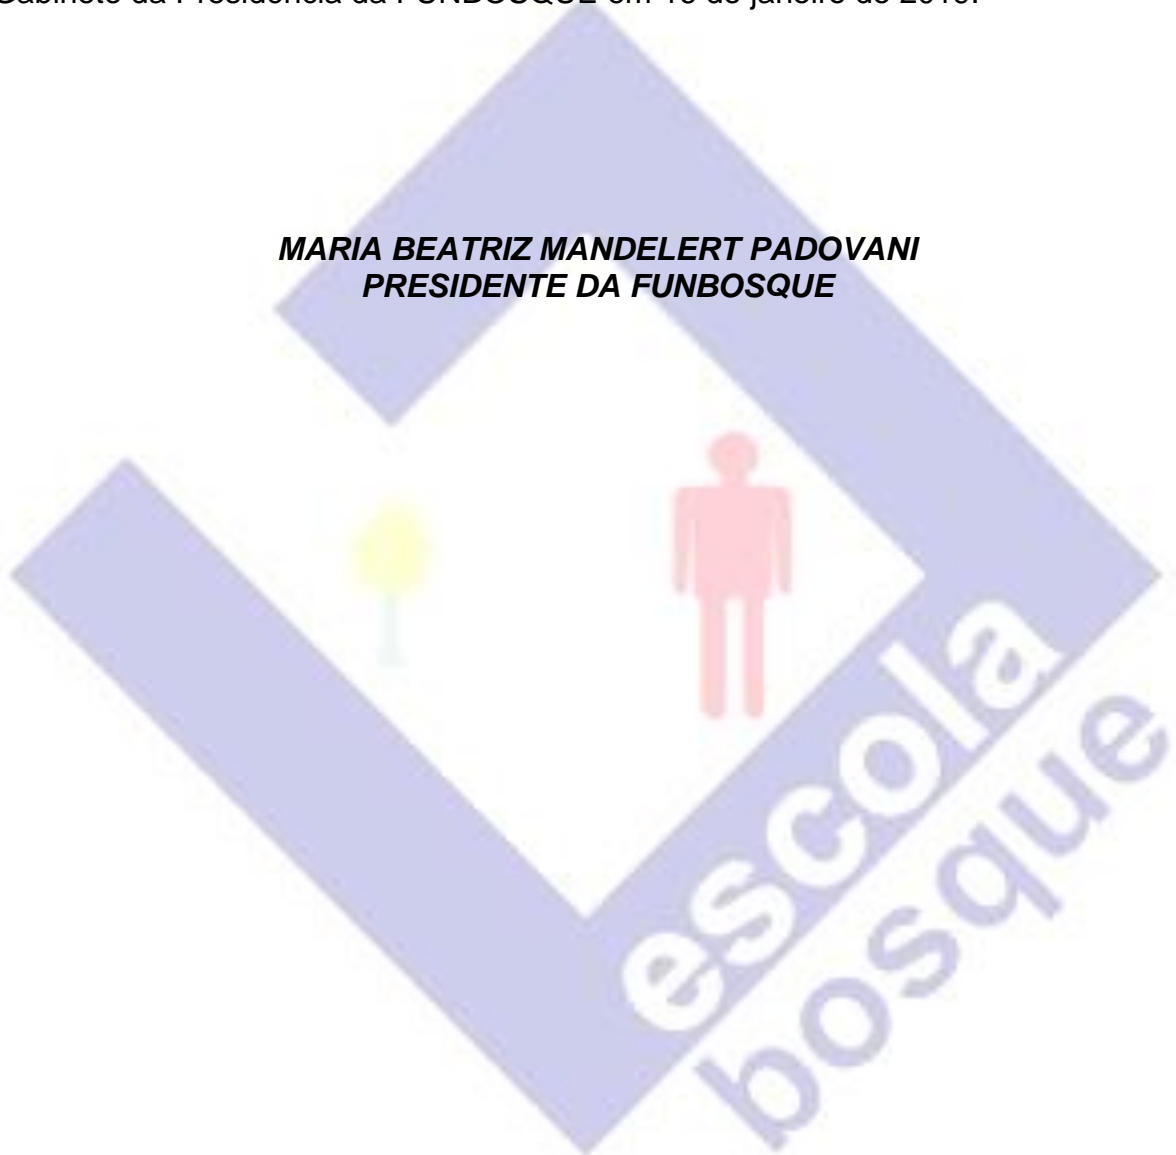 Gabinete da Presidência da FUNBOSQUE em de janeiro de
MARIA BEATRIZ MANDELERT PADOVANI
PRESIDENTE DA FUNBOSQUE
escola
bosque